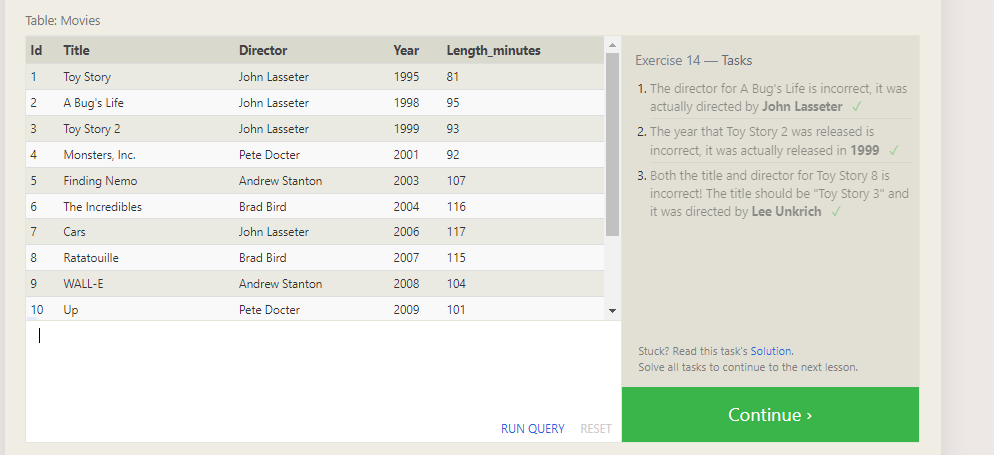 Table: Movies
Id Title Director Year Length_minutes
1 Toy Story John Lasseter 1995 81
2 A Bug's Life John Lasseter 1998 95
3 Toy Story 2 John Lasseter 1999 93
4 Monsters, Inc. Pete Docter 2001 92
5 Finding Nemo Andrew Stanton 2003 107
6 The Incredibles Brad Bird 2004 116
7 Cars John Lasseter 2006 117
8 Ratatouille Brad Bird 2007 115
9 WALL-E Andrew Stanton 2008 104
10 Up Pete Docter 2009 101
RUN QUERY RESET
Exercise 14 — Tasks
1. The director for A Bug's Life is incorrect, it was
actually directed by John Lasseter ✓
2. The year that Toy Story 2 was released is
incorrect, it was actually released in 1999 ✓
3. Both the title and director for Toy Story 8 is
incorrect! The title should be "Toy Story 3" and
it was directed by Lee Unkrich ✓
Stuck? Read this task's Solution.
Solve all tasks to continue to the next lesson.
Continue ›